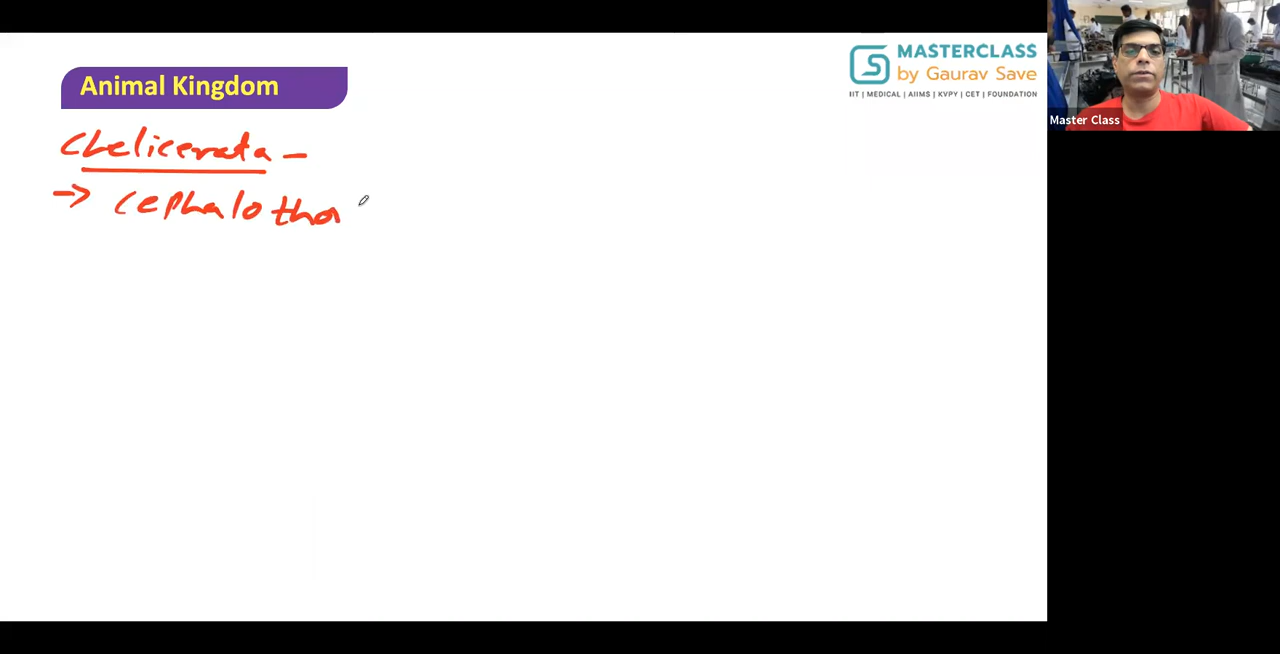 MASTERCLASS
by Gaurav Save
IIT | MEDICAL | AIIMS | KVPY | CET | FOUNDATION
Animal Kingdom
Chelicerata -
→ Cephalotha
Master Class